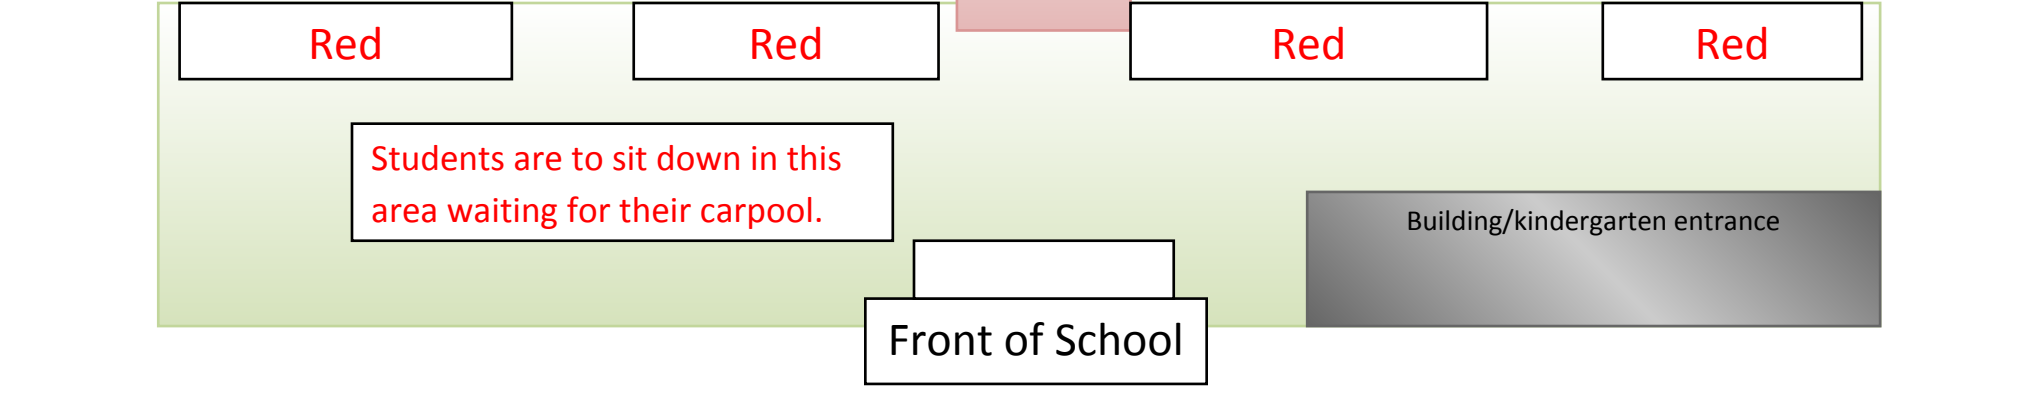 Red Red Red Red
Students are to sit down in this
area waiting for their carpool.
Building/kindergarten entrance
Front of School